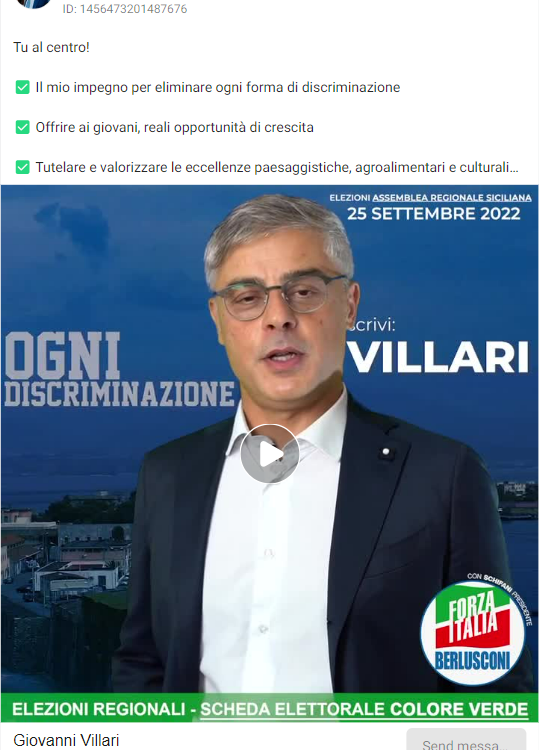 ID: 1456473201487676
Tu al centro!
✅ Il mio impegno per eliminare ogni forma di discriminazione
✅ Offrire ai giovani, reali opportunità di crescita
✅ Tutelare e valorizzare le eccellenze paesaggistiche, agroalimentari e culturali...
ELEZIONI ASSEMBLEA REGIONALE SICILIANA
25 SETTEMBRE 2022
scrivi:
VILLARI
OGNI
DISCRIMINAZIONE
CON SCHIFANI PRESIDENTE
FORZA
ITALIA
BERLUSCONI
ELEZIONI REGIONALI - SCHEDA ELETTORALE COLORE VERDE
Giovanni Villari
Send messa...